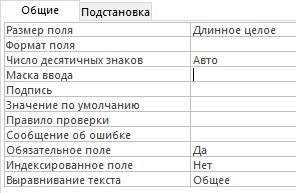 Общие Подстановка
Размер поля Длинное целое
Формат поля
Число десятичных знаков Авто
Маска ввода
Подпись
Значение по умолчанию
Правило проверки
Сообщение об ошибке
Обязательное поле Да
Индексированное поле Нет
Выравнивание текста Общее